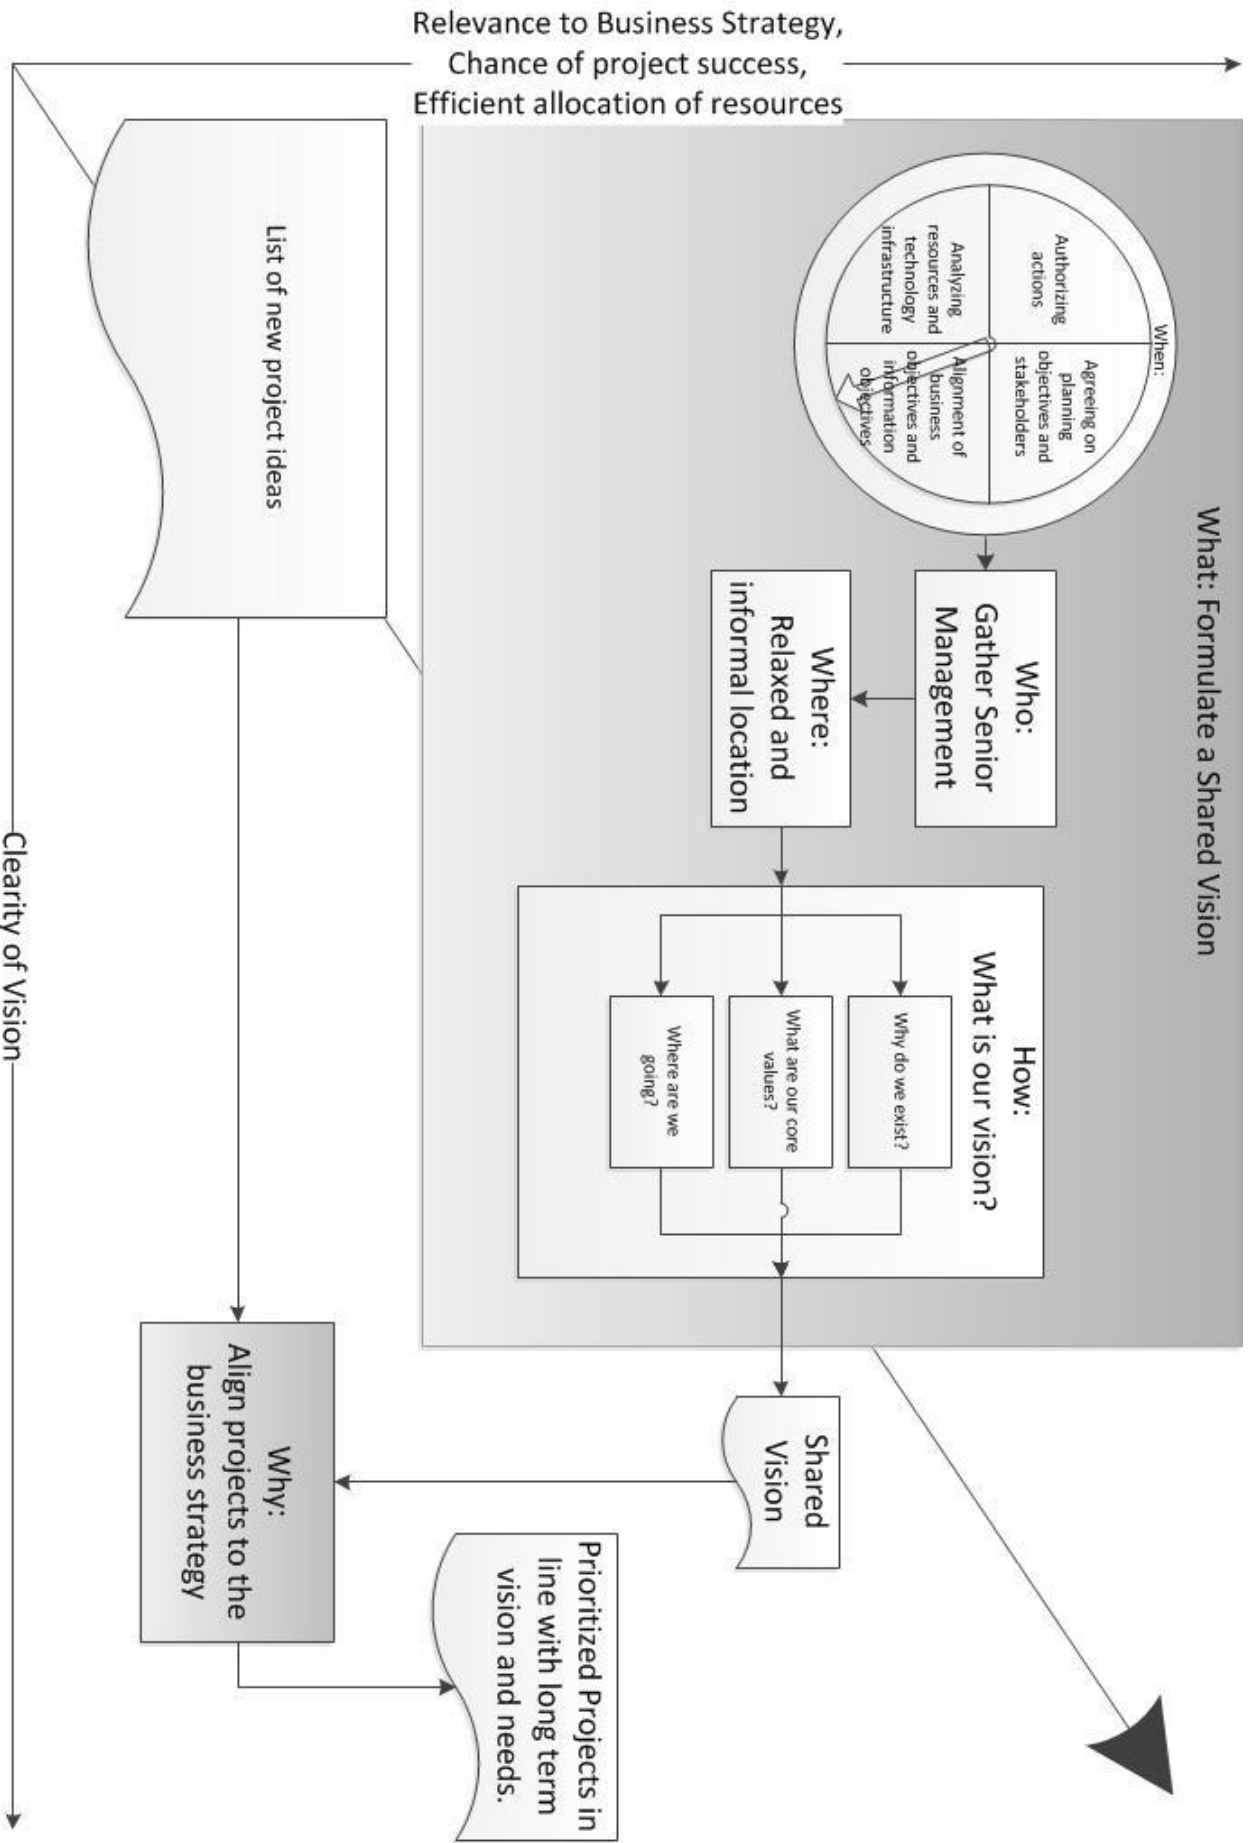 Relevance to Business Strategy,
Chance of project success,
Efficient allocation of resources
What: Formulate a Shared Vision
When:
Authorizing
actions
Agreeing on
planning
objectives and
stakeholders
Analyzing
resources and
technology
infrastructure
Alignment of
business
objectives and
information
objectives
Who:
Gather Senior
Management
Where:
Relaxed and
informal location
How:
What is our vision?
Why do we exist?
What are our core
values?
Where are we
going?
Shared
Vision
List of new project ideas
Why:
Align projects to the
business strategy
Prioritized Projects in
line with long term
vision and needs.
Clearity of Vision